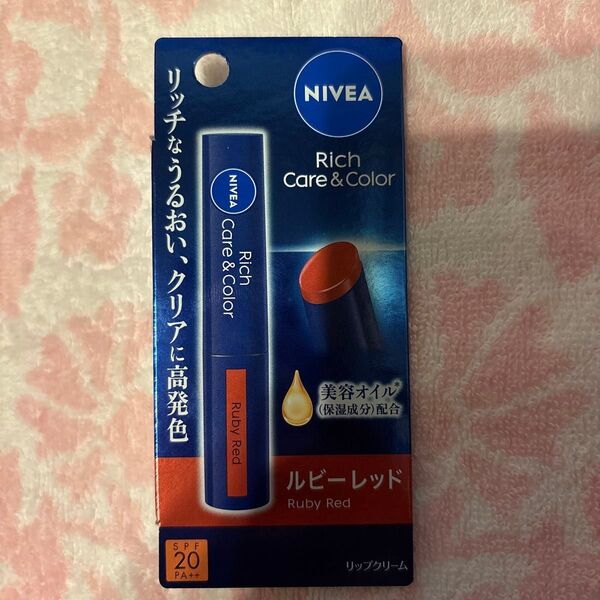 リッチなうるおい、クリアに高発色
NIVEA
Rich
Care & Color
NIVEA
Rich
Care & Color
Ruby Red
美容オイル*
(保湿成分)配合
ルビーレッド
Ruby Red
SPF
20
PA++
リップクリーム